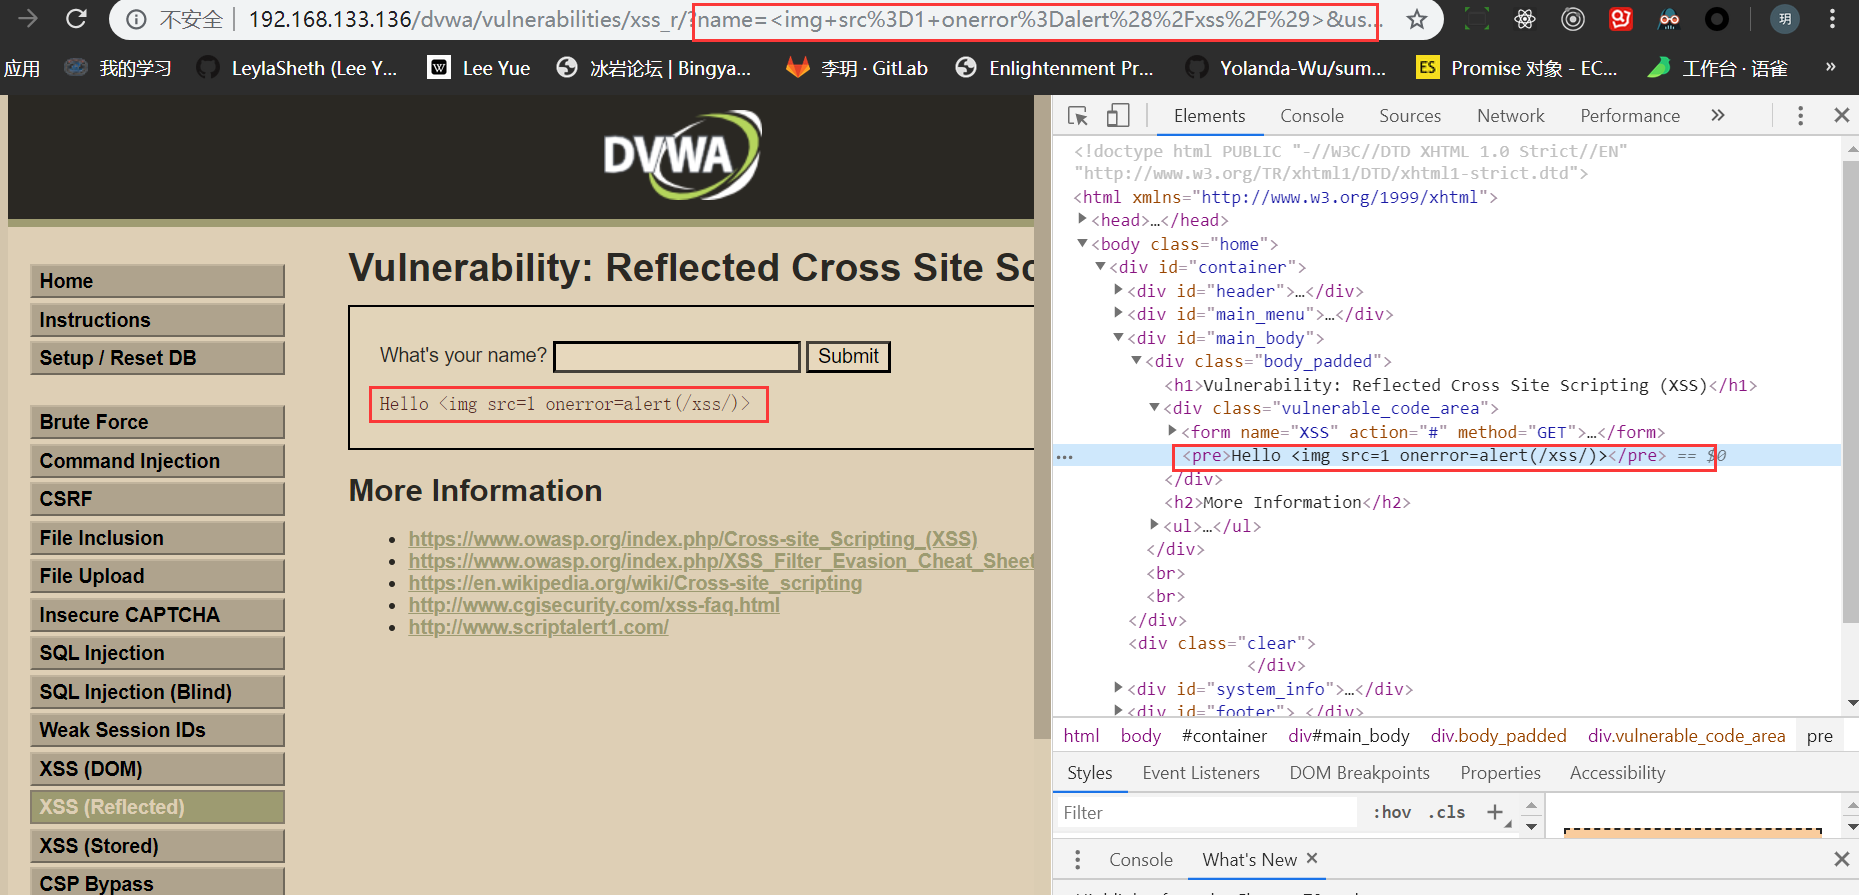 不安全 192.168.133.136/dvwa/vulnerabilities/xss_r/?name=<img+src%3D1+onerror%3Dalert%28%2Fxss%2F%29>&us... 玥
应用 我的学习 LeylaSheth (Lee Y... W Lee Yue 冰岩论坛 | Bingya... 李玥 · GitLab Enlightenment Pr... Yolanda-Wu/sum... ES Promise 对象 - EC... 工作台 · 语雀 »
DVWA
Home
Instructions
Setup / Reset DB
Brute Force
Command Injection
CSRF
File Inclusion
File Upload
Insecure CAPTCHA
SQL Injection
SQL Injection (Blind)
Weak Session IDs
XSS (DOM)
XSS (Reflected)
XSS (Stored)
CSP Bypass
Vulnerability: Reflected Cross Site Sc
What's your name? Submit
Hello <img src=1 onerror=alert(/xss/)>
More Information
https://www.owasp.org/index.php/Cross-site_Scripting_(XSS)
https://www.owasp.org/index.php/XSS_Filter_Evasion_Cheat_Sheet
https://en.wikipedia.org/wiki/Cross-site_scripting
http://www.cgisecurity.com/xss-faq.html
http://www.scriptalert1.com/
Elements Console Sources Network Performance »
<!doctype html PUBLIC "-//W3C//DTD XHTML 1.0 Strict//EN"
"http://www.w3.org/TR/xhtml1/DTD/xhtml1-strict.dtd">
<html xmlns="http://www.w3.org/1999/xhtml">
<head>…</head>
<body class="home">
<div id="container">
<div id="header">…</div>
<div id="main_menu">…</div>
<div id="main_body">
<div class="body_padded">
<h1>Vulnerability: Reflected Cross Site Scripting (XSS)</h1>
<div class="vulnerable_code_area">
<form name="XSS" action="#" method="GET">…</form>
<pre>Hello <img src=1 onerror=alert(/xss/)></pre> == $0
</div>
<h2>More Information</h2>
<ul>…</ul>
</div>
<br>
<br>
</div>
<div class="clear">
</div>
<div id="system_info">…</div>
<div id="footer">…</div>
html body #container div#main_body div.body_padded div.vulnerable_code_area pre
Styles Event Listeners DOM Breakpoints Properties Accessibility
Filter :hov .cls +
Console What's New ×